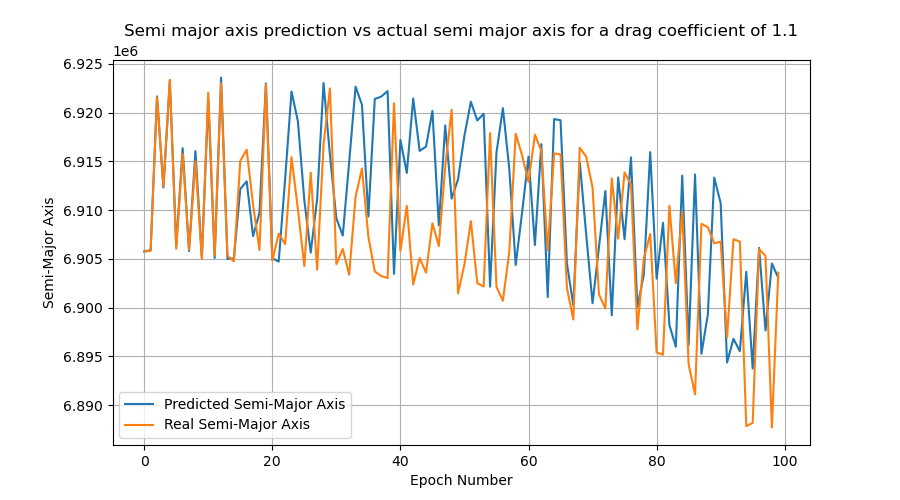 Semi major axis prediction vs actual semi major axis for a drag coefficient of 1.1
1e6
6.925
6.920
6.915
6.910
6.905
6.900
6.895
6.890
Semi-Major Axis
Predicted Semi-Major Axis
Real Semi-Major Axis
0 20 40 60 80 100
Epoch Number